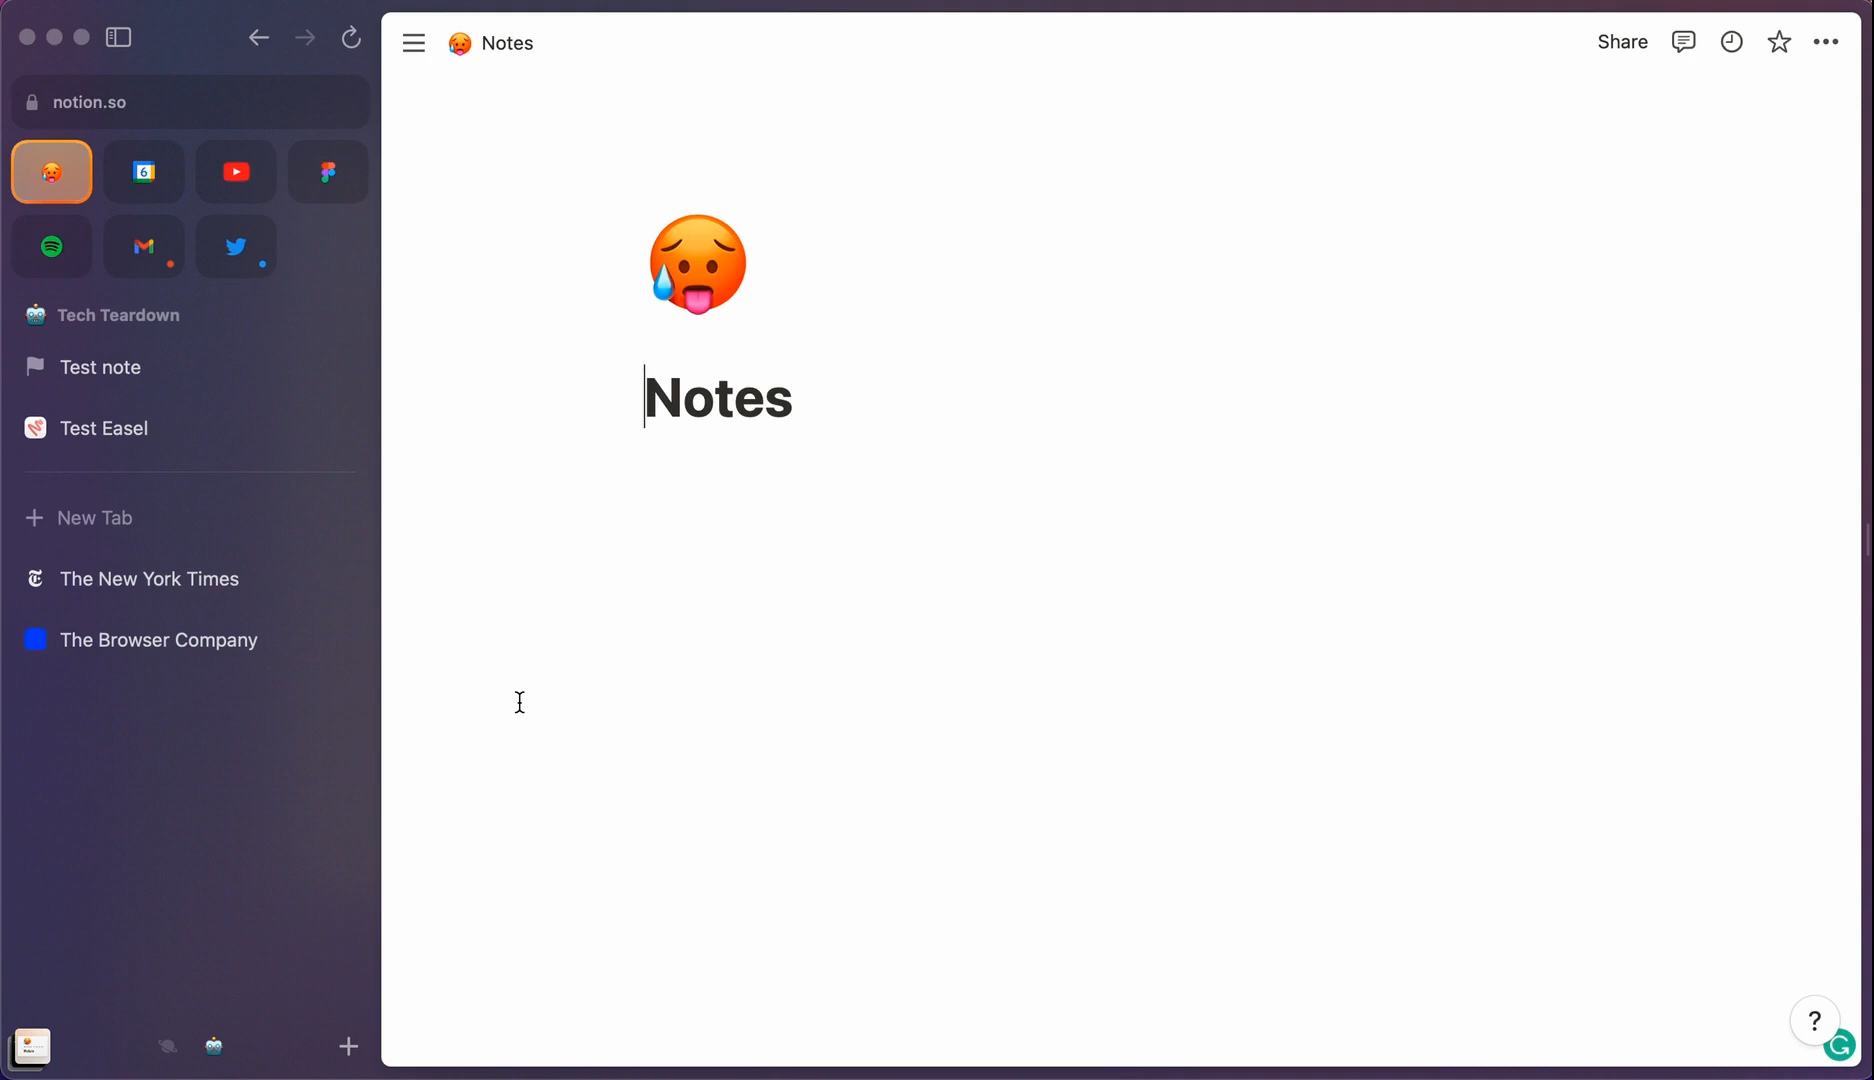 notion.so
6
Tech Teardown
Test note
Test Easel
New Tab
The New York Times
The Browser Company
Notes
Share
Notes
?